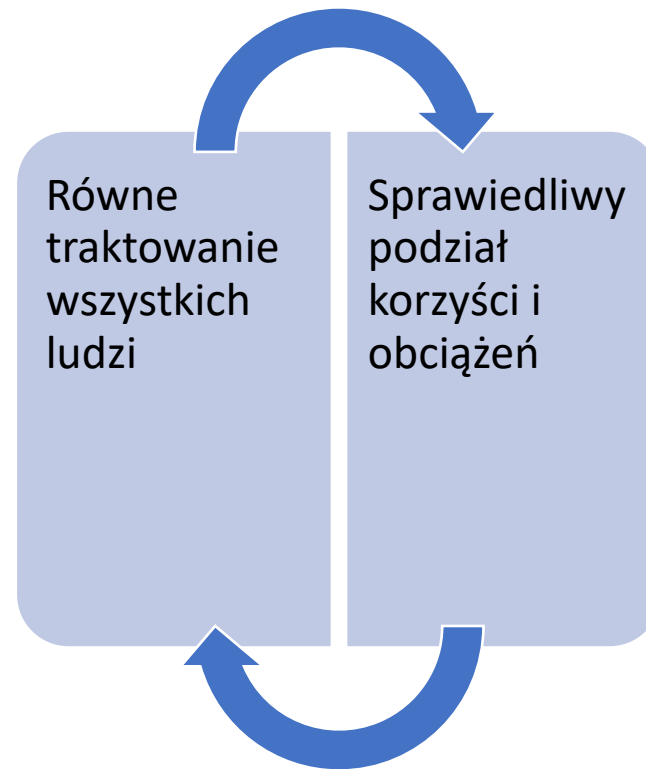 Równe
traktowanie
wszystkich
ludzi
Sprawiedliwy
podział
korzyści i
obciążeń